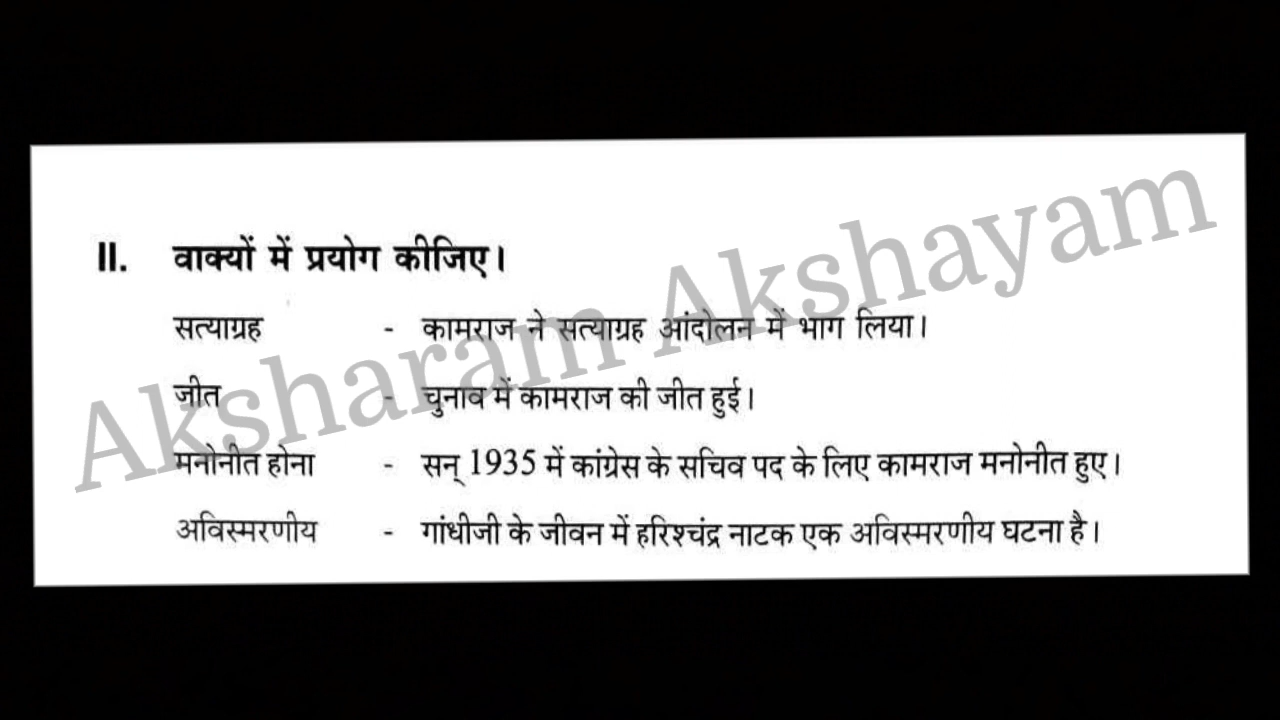 II. वाक्यों में प्रयोग कीजिए।
सत्याग्रह - कामराज ने सत्याग्रह आंदोलन में भाग लिया।
जीत - चुनाव में कामराज की जीत हुई।
मनोनीत होना - सन् 1935 में कांग्रेस के सचिव पद के लिए कामराज मनोनीत हुए।
अविस्मरणीय - गांधीजी के जीवन में हरिश्चंद्र नाटक एक अविस्मरणीय घटना है।
Aksharam Akshayam